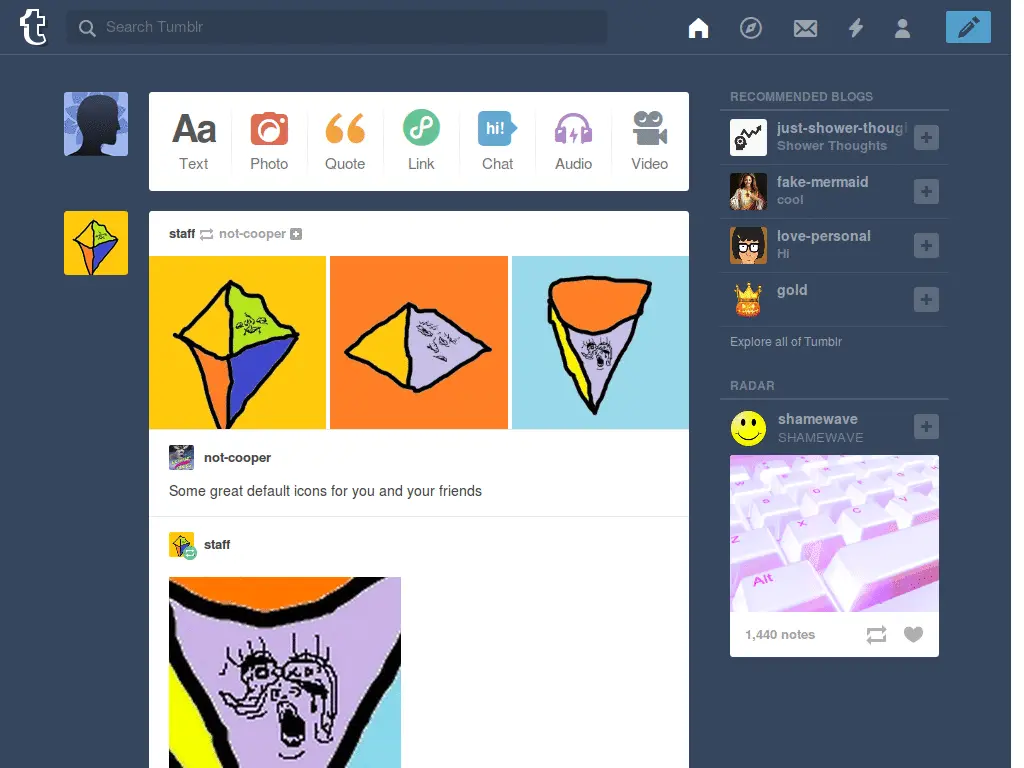 t
Search Tumblr
Aa
Text
Photo
Quote
Link
hi!
Chat
Audio
Video
staff not-cooper
not-cooper
Some great default icons for you and your friends
staff
RECOMMENDED BLOGS
just-shower-thoug
Shower Thoughts
fake-mermaid
cool
love-personal
Hi
gold
Explore all of Tumblr
RADAR
shamewave
SHAMEWAVE
Z X C V
Alt
1,440 notes